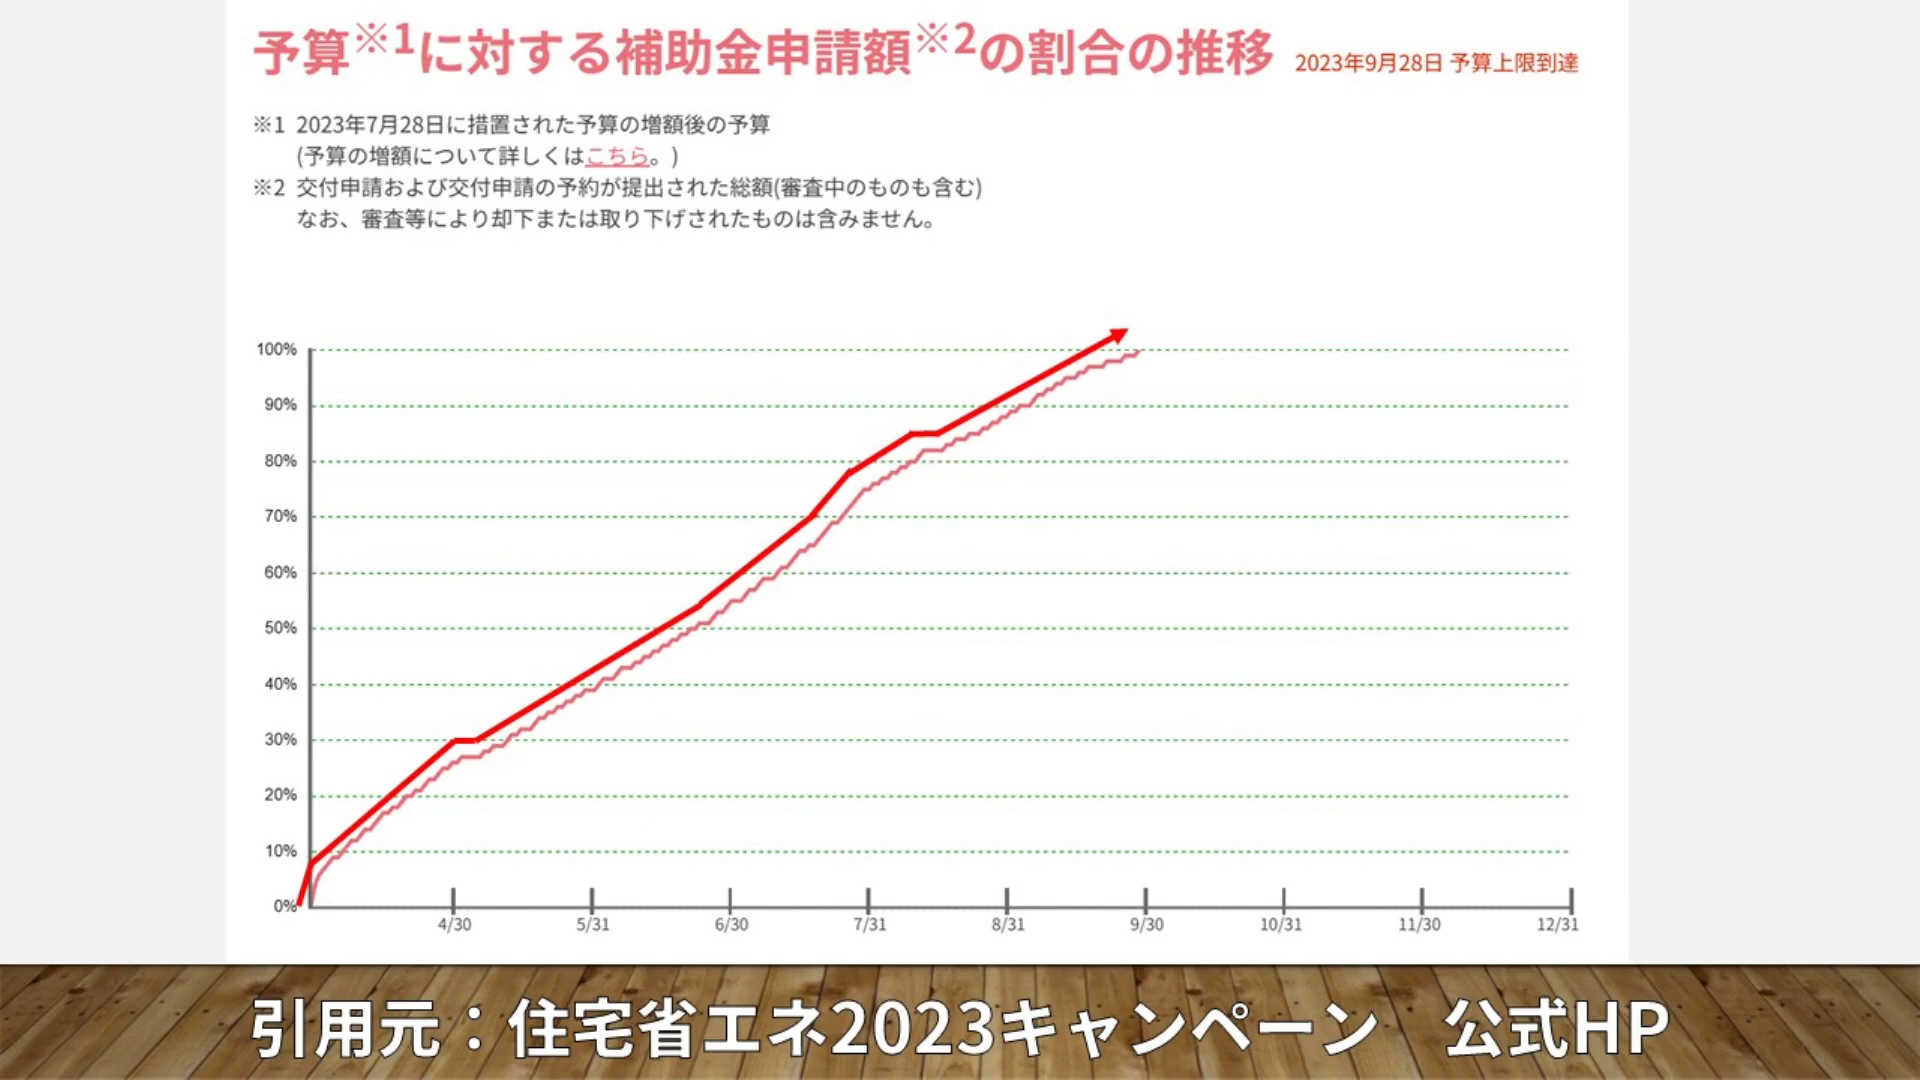 予算※1に対する補助金申請額※2の割合の推移 2023年9月28日 予算上限到達
※1 2023年7月28日に措置された予算の増額後の予算
(予算の増額について詳しくはこちら。)
※2 交付申請および交付申請の予約が提出された総額(審査中のものも含む)
なお、審査等により却下または取り下げされたものは含みません。
100%
90%
80%
70%
60%
50%
40%
30%
20%
10%
0%
4/30 5/31 6/30 7/31 8/31 9/30 10/31 11/30 12/31
引用元：住宅省エネ2023キャンペーン 公式HP